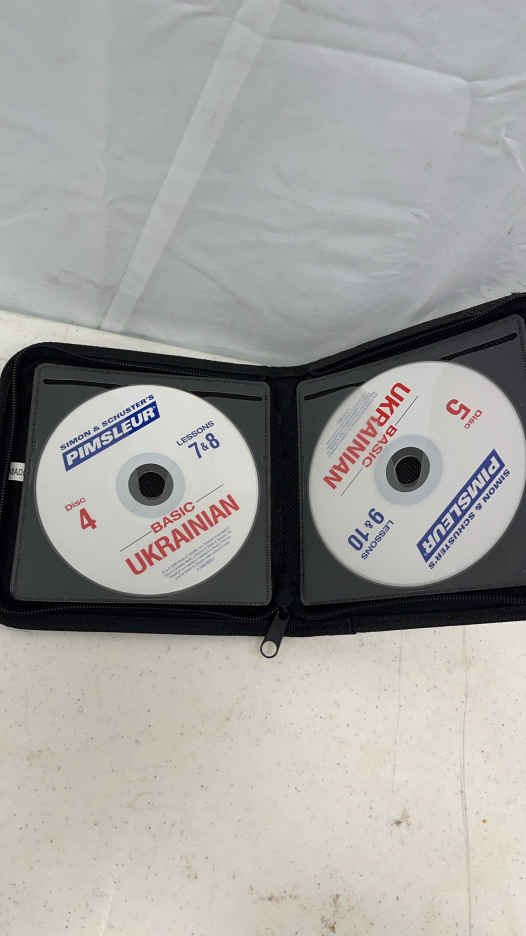 SIMON & SCHUSTER'S
PIMSLEUR®
LESSONS
7 & 8
Disc
4
BASIC
UKRAINIAN
SIMON & SCHUSTER'S
PIMSLEUR®
LESSONS
9 & 10
Disc
5
BASIC
UKRAINIAN